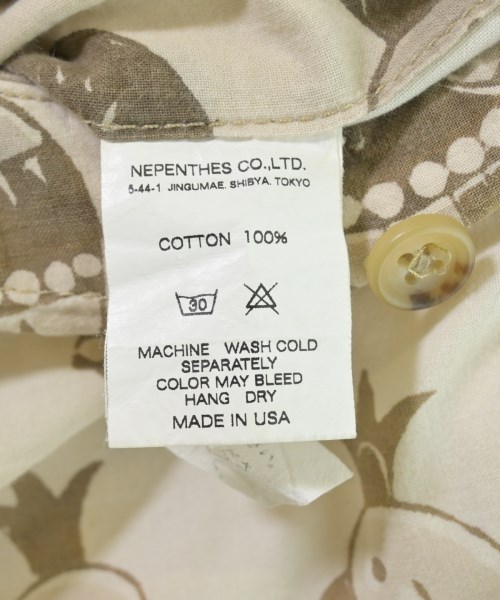 NEPENTHES CO.,LTD.
5-44-1 JINGUMAE, SHIBYA, TOKYO
COTTON 100%
30
MACHINE WASH COLD
SEPARATELY
COLOR MAY BLEED
HANG DRY
MADE IN USA